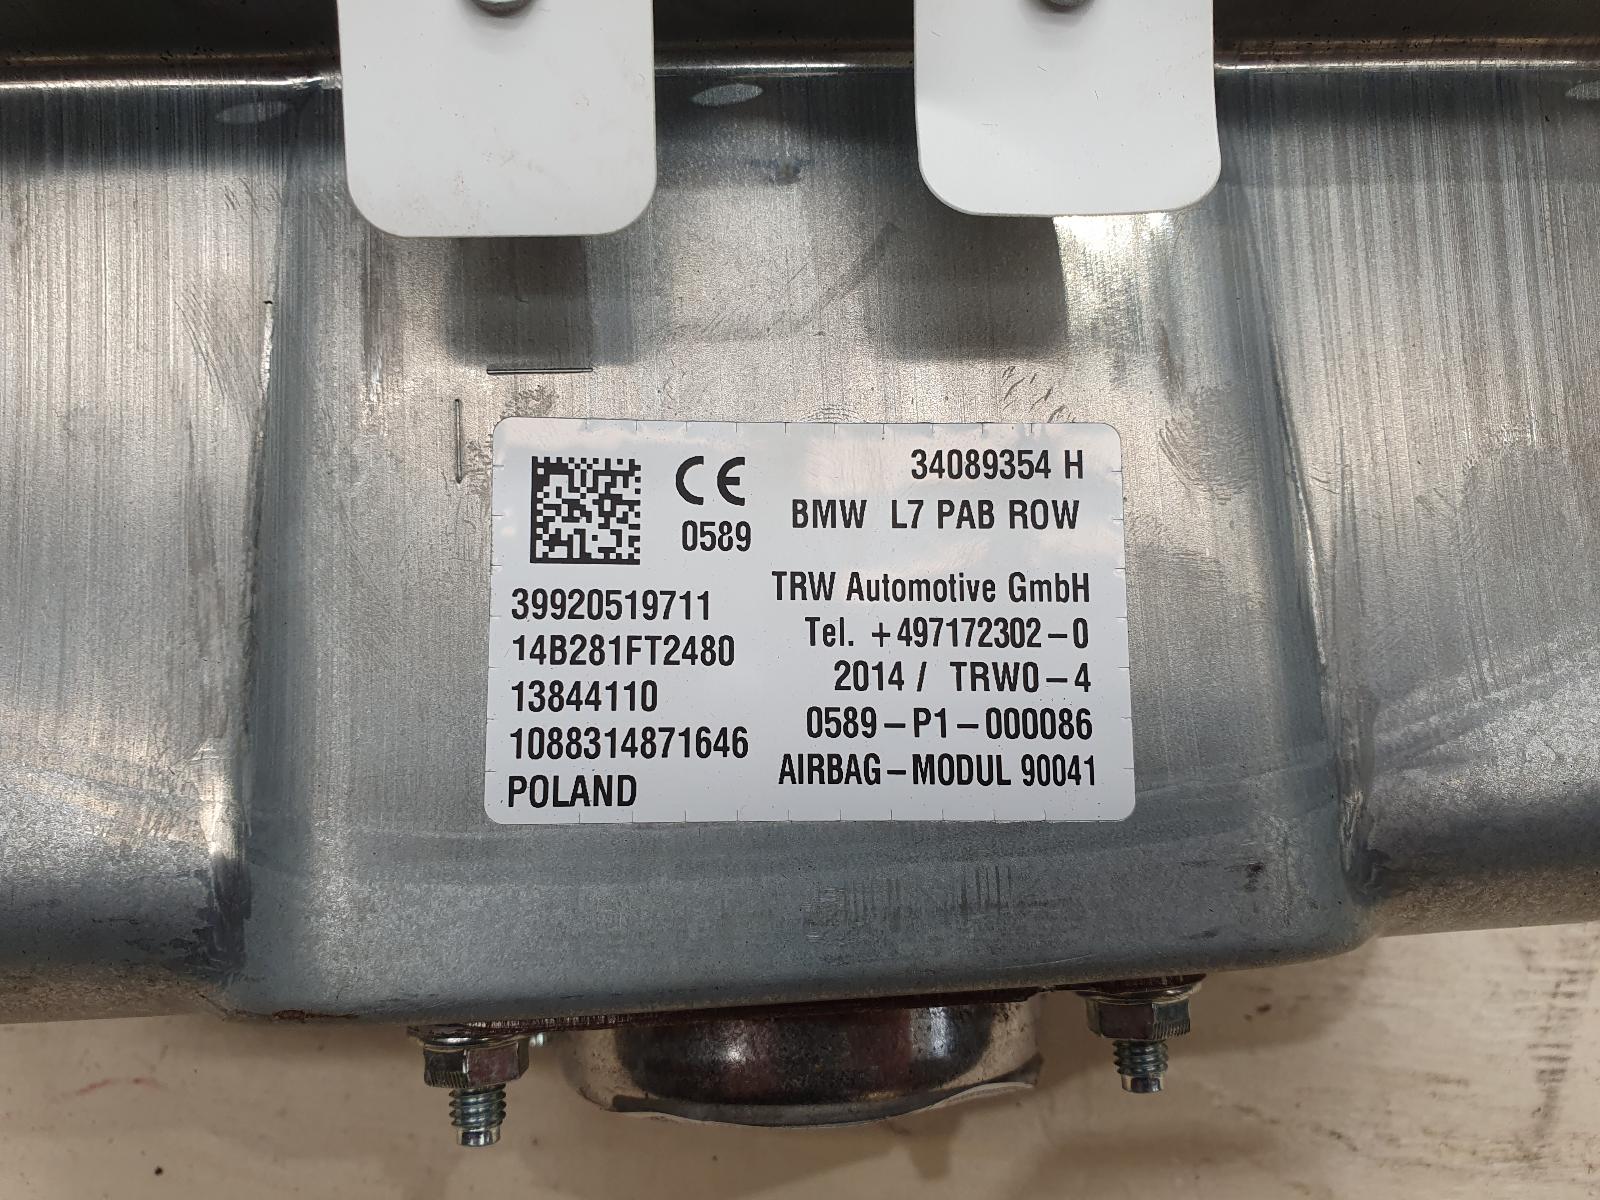 34089354 H
CE
0589
BMW L7 PAB ROW
39920519711
14B281FT2480
13844110
1088314871646
POLAND
TRW Automotive GmbH
Tel. +497172302-0
2014 / TRW0-4
0589-P1-000086
AIRBAG-MODUL 90041